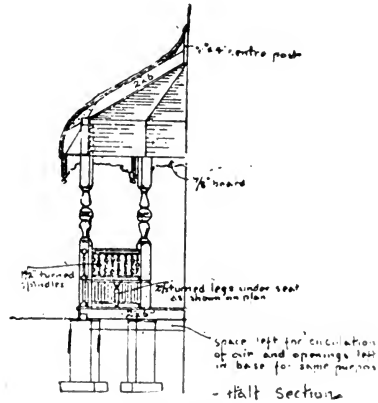 4" centre post
2x6
7/8" board
turned
spindles
turned legs under seat
as shown on plan
2x6
space left for circulation
of air and openings left
in base for same purpose
- Half Section